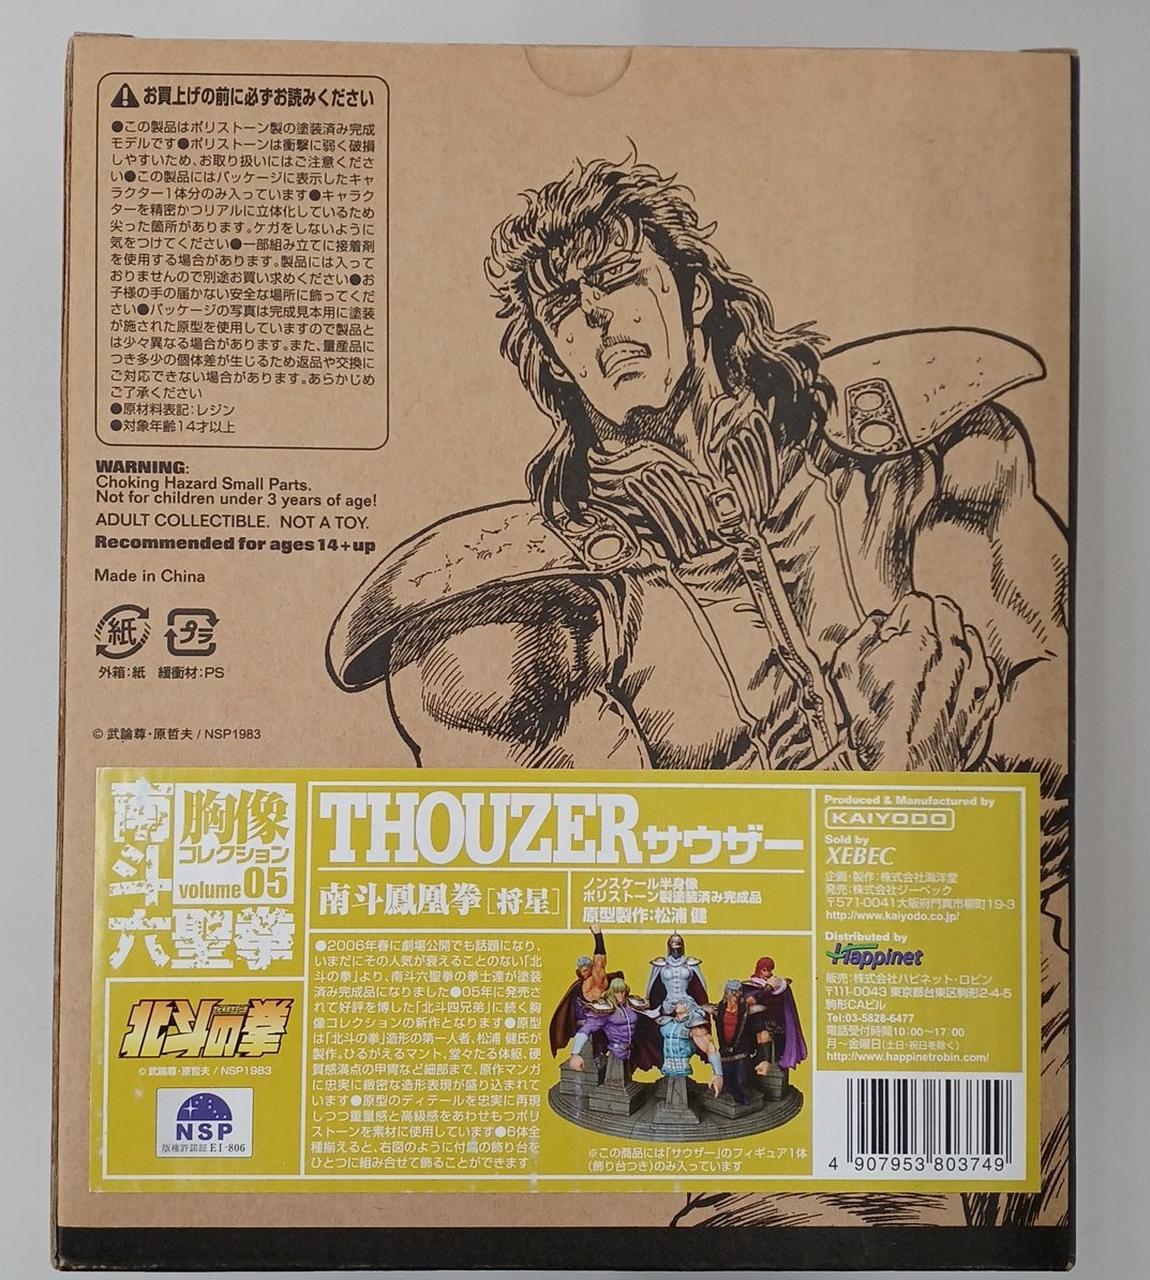 お買上げの前に必ずお読みください
●この製品はポリストーン製の塗装済み完成
モデルです●ポリストーンは衝撃に弱く破損
しやすいため、お取り扱いにはご注意くださ
い●この製品にはパッケージに表示したキャ
ラクター1体分のみ入っています●キャラク
ターを精密かつリアルに立体化しているため
尖った箇所があります。ケガをしないように
気をつけてください●一部組み立てに接着剤
を使用する場合があります。製品には入って
おりませんので別途お買い求めください●お
子様の手の届かない安全な場所に飾ってくだ
さい●パッケージの写真は完成見本用に塗装
が施された原型を使用していますので製品と
は少々異なる場合があります。また、量産品に
つき多少の個体差が生じるため返品や交換に
ご対応できない場合があります。あらかじめ
ご了承ください
●原材料表記:レジン
●対象年齢14才以上
WARNING:
Choking Hazard Small Parts.
Not for children under 3 years of age!
ADULT COLLECTIBLE. NOT A TOY.
Recommended for ages 14+up
Made in China
紙 プラ
外箱:紙 緩衝材:PS
© 武論尊・原哲夫 / NSP1983
南斗六聖拳
胸像
コレクション
volume 05
北斗の拳
© 武論尊・原哲夫 / NSP1983
NSP
版権許諾証 EI-806
THOUZERサウザー
南斗鳳凰拳[将星]
ノンスケール半身像
ポリストーン製塗装済み完成品
原型製作:松浦 健
●2006年春に劇場公開でも話題になり、
いまだにその人気が衰えることのない「北
斗の拳」より、南斗六聖拳の拳士達が塗装
済み完成品になりました●05年に発売さ
れて好評を博した「北斗四兄弟」に続く胸
像コレクションの新作となります●原型
は「北斗の拳」造形の第一人者、松浦 健氏が
製作。ひるがえるマント、堂々たる体躯、硬
質感満点の甲冑など細部まで、原作マンガ
に忠実に緻密な造形表現が盛り込まれて
います●原型のディテールを忠実に再現
しつつ重量感と高級感をあわせもつポリ
ストーンを素材に使用しています●6体全
種揃えると、右図のように付属の飾り台を
ひとつに組み合せて飾ることができます
※この商品には「サウザー」のフィギュア1体
(飾り台つき)のみ入っています
Produced & Manufactured by
KAIYODO
Sold by
XEBEC
企画・製作:株式会社海洋堂
発売:株式会社ジーベック
〒571-0041大阪府門真市柳町19-3
http://www.kaiyodo.co.jp/
Distributed by
Happinet
販売:株式会社ハピネット・ロビン
〒111-0043 東京都台東区駒形2-4-5
駒形CAビル
Tel:03-5828-6477
電話受付時間10:00〜17:00
月〜金曜日(土日・祝日を除く)
http://www.happinetrobin.com/
4 907953 803749